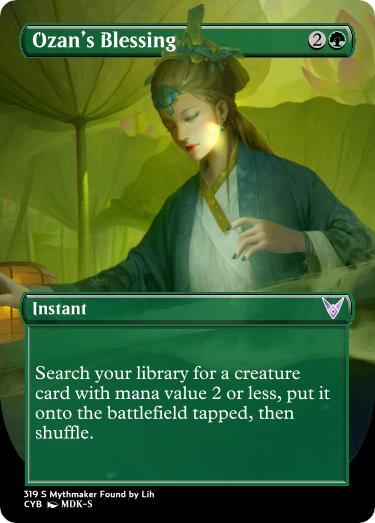 Ozan's Blessing 2
Instant
Search your library for a creature
card with mana value 2 or less, put it
onto the battlefield tapped, then
shuffle.
319 S Mythmaker Found by Lih
CYB MDK-S